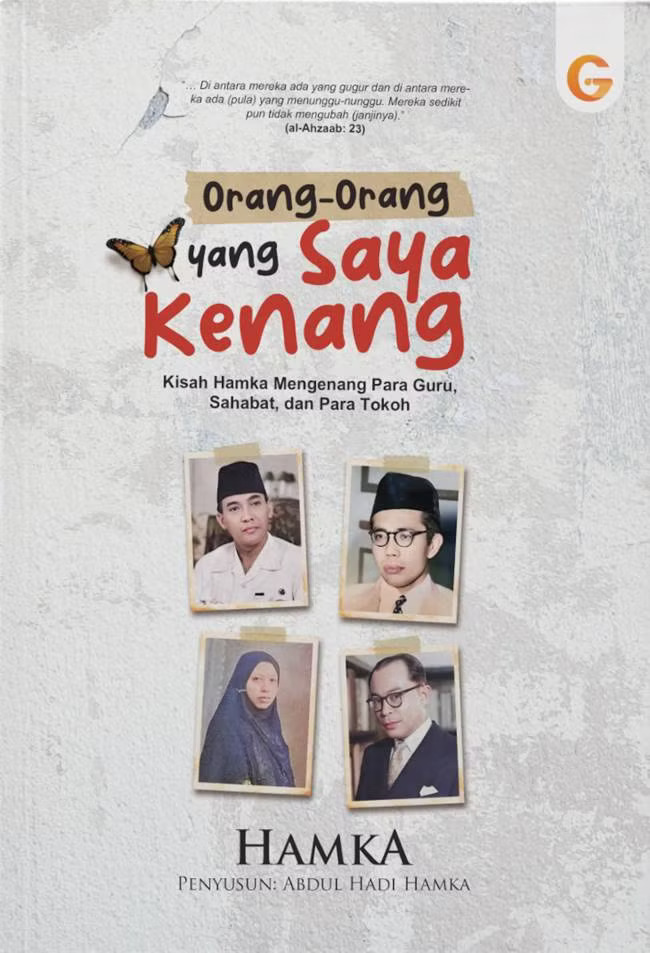 "... Di antara mereka ada yang gugur dan di antara mere-
ka ada (pula) yang menunggu-nunggu. Mereka sedikit
pun tidak mengubah (janjinya)."
(al-Ahzaab: 23)
G
Orang-Orang
yang Saya
Kenang
Kisah Hamka Mengenang Para Guru,
Sahabat, dan Para Tokoh
HAMKA
PENYUSUN: ABDUL HADI HAMKA